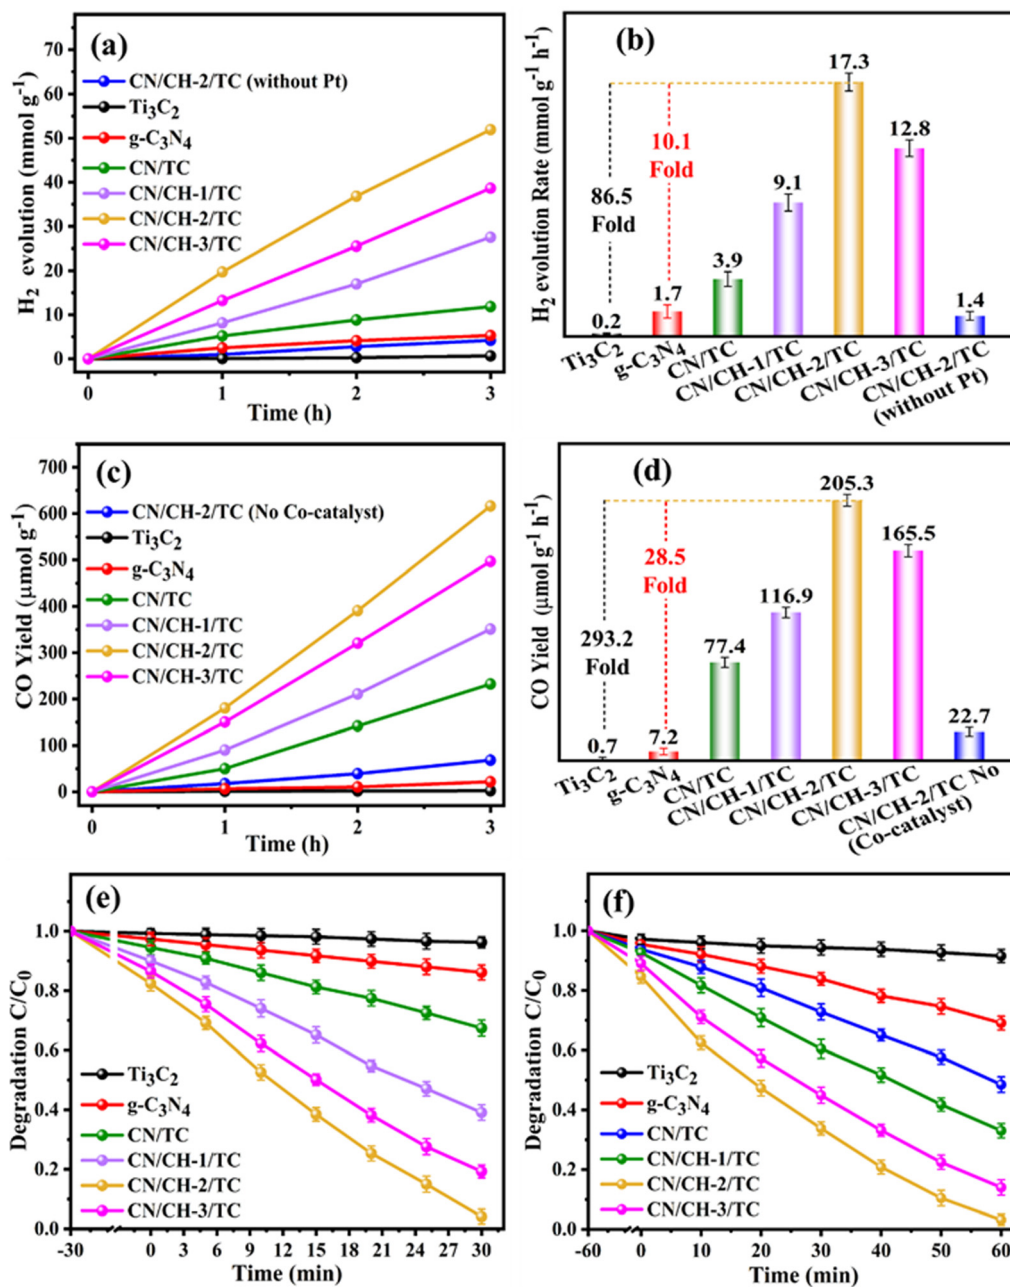 (a)
H₂ evolution (mmol g⁻¹)
70
60
50
40
30
20
10
0
CN/CH-2/TC (without Pt)
Ti₃C₂
g-C₃N₄
CN/TC
CN/CH-1/TC
CN/CH-2/TC
CN/CH-3/TC
0 1 2 3
Time (h)
(b)
H₂ evolution Rate (mmol g⁻¹ h⁻¹)
86.5
Fold
10.1
Fold
0.2
1.7
3.9
9.1
17.3
12.8
1.4
Ti₃C₂
g-C₃N₄
CN/TC
CN/CH-1/TC
CN/CH-2/TC
CN/CH-3/TC
CN/CH-2/TC
(without Pt)
(c)
CO Yield (μmol g⁻¹)
700
600
500
400
300
200
100
0
CN/CH-2/TC (No Co-catalyst)
Ti₃C₂
g-C₃N₄
CN/TC
CN/CH-1/TC
CN/CH-2/TC
CN/CH-3/TC
0 1 2 3
Time (h)
(d)
CO Yield (μmol g⁻¹ h⁻¹)
293.2
Fold
28.5
Fold
0.7
7.2
77.4
116.9
205.3
165.5
22.7
Ti₃C₂
g-C₃N₄
CN/TC
CN/CH-1/TC
CN/CH-2/TC
CN/CH-3/TC
CN/CH-2/TC No
(Co-catalyst)
(e)
Degradation C/C₀
1.0
0.8
0.6
0.4
0.2
0.0
Ti₃C₂
g-C₃N₄
CN/TC
CN/CH-1/TC
CN/CH-2/TC
CN/CH-3/TC
-30 0 3 6 9 12 15 18 21 24 27 30
Time (min)
(f)
Degradation C/C₀
1.0
0.8
0.6
0.4
0.2
0.0
Ti₃C₂
g-C₃N₄
CN/TC
CN/CH-1/TC
CN/CH-2/TC
CN/CH-3/TC
-60 0 10 20 30 40 50 60
Time (min)